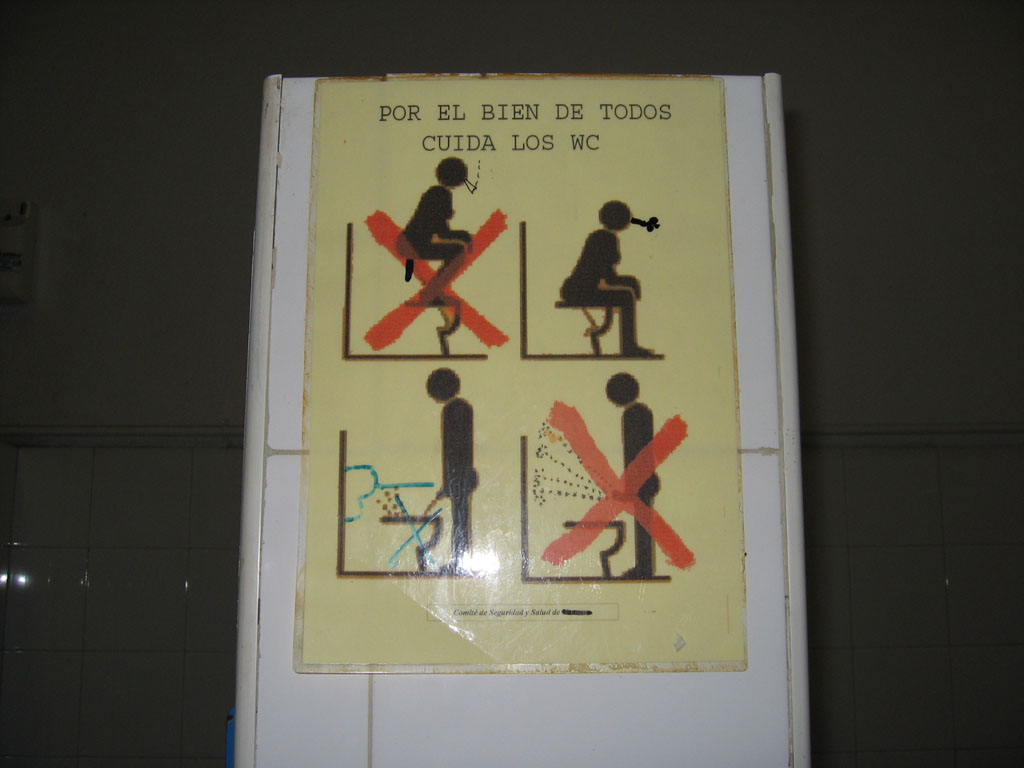 POR EL BIEN DE TODOS
CUIDA LOS WC
Comité de Seguridad y Salud de